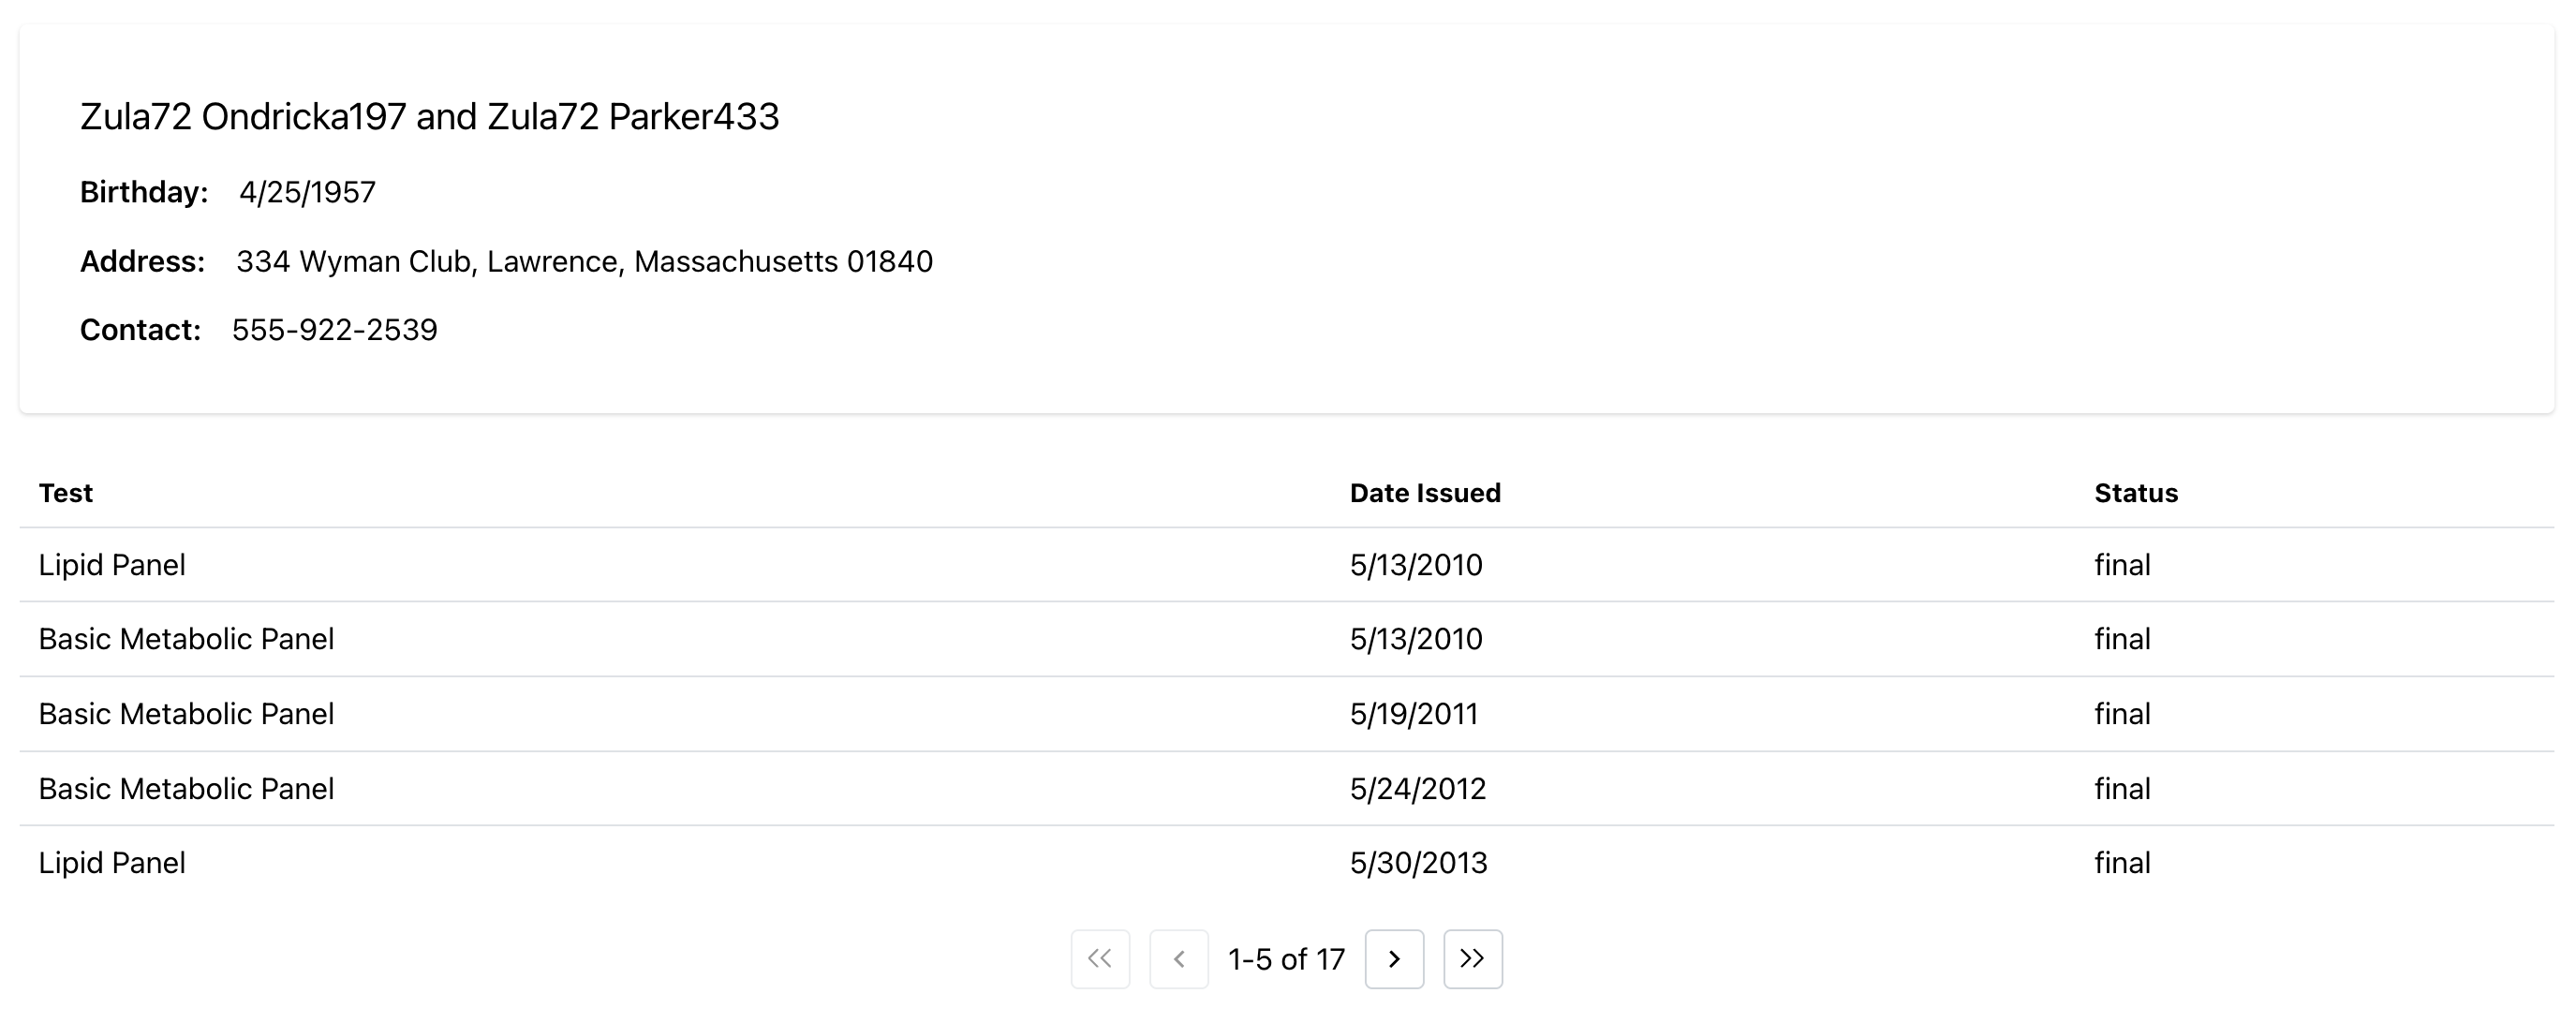 Zula72 Ondricka197 and Zula72 Parker433
Birthday: 4/25/1957
Address: 334 Wyman Club, Lawrence, Massachusetts 01840
Contact: 555-922-2539
Test Date Issued Status
Lipid Panel 5/13/2010 final
Basic Metabolic Panel 5/13/2010 final
Basic Metabolic Panel 5/19/2011 final
Basic Metabolic Panel 5/24/2012 final
Lipid Panel 5/30/2013 final
1-5 of 17